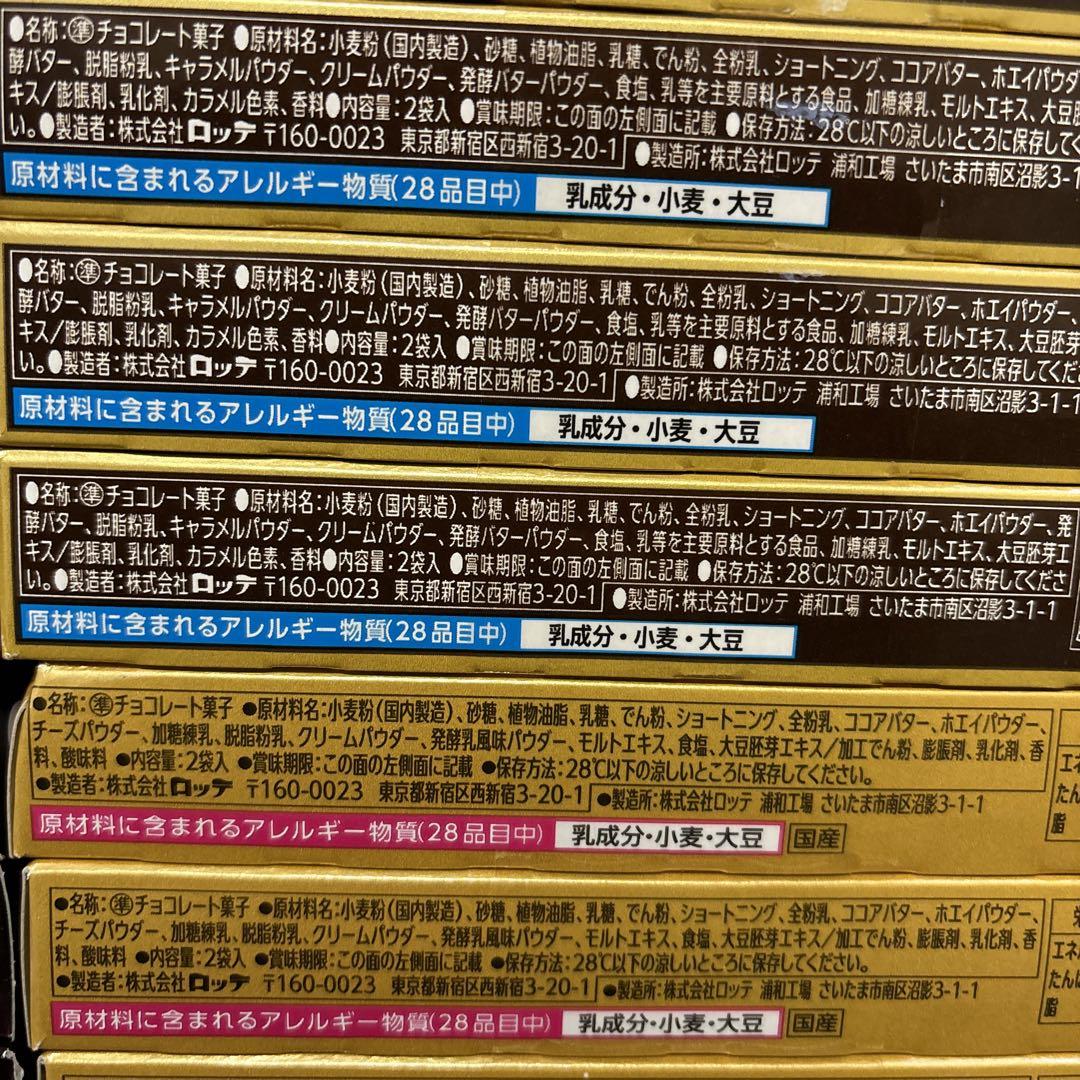 ●名称:準チョコレート菓子 ●原材料名:小麦粉(国内製造)、砂糖、植物油脂、乳糖、でん粉、全粉乳、ショートニング、ココアバター、ホエイパウダ
酵バター、脱脂粉乳、キャラメルパウダー、クリームパウダー、発酵バターパウダー、食塩、乳等を主要原料とする食品、加糖練乳、モルトエキス、大豆胚
キス/膨脹剤、乳化剤、カラメル色素、香料●内容量:2袋入 ●賞味期限:この面の左側面に記載 ●保存方法:28℃以下の涼しいところに保存してく
い。●製造者:株式会社ロッテ 〒160-0023 東京都新宿区西新宿3-20-1 ●製造所:株式会社ロッテ 浦和工場 さいたま市南区沼影3-1
原材料に含まれるアレルギー物質(28品目中) 乳成分・小麦・大豆
●名称:準チョコレート菓子 ●原材料名:小麦粉(国内製造)、砂糖、植物油脂、乳糖、でん粉、全粉乳、ショートニング、ココアバター、ホエイパウダー、
酵バター、脱脂粉乳、キャラメルパウダー、クリームパウダー、発酵バターパウダー、食塩、乳等を主要原料とする食品、加糖練乳、モルトエキス、大豆胚芽
キス/膨脹剤、乳化剤、カラメル色素、香料●内容量:2袋入 ●賞味期限:この面の左側面に記載 ●保存方法:28℃以下の涼しいところに保存してくだ
い。●製造者:株式会社ロッテ 〒160-0023 東京都新宿区西新宿3-20-1 ●製造所:株式会社ロッテ 浦和工場 さいたま市南区沼影3-1-1
原材料に含まれるアレルギー物質(28品目中) 乳成分・小麦・大豆
●名称:準チョコレート菓子 ●原材料名:小麦粉(国内製造)、砂糖、植物油脂、乳糖、でん粉、全粉乳、ショートニング、ココアバター、ホエイパウダー、発
酵バター、脱脂粉乳、キャラメルパウダー、クリームパウダー、発酵バターパウダー、食塩、乳等を主要原料とする食品、加糖練乳、モルトエキス、大豆胚芽エ
キス/膨脹剤、乳化剤、カラメル色素、香料●内容量:2袋入 ●賞味期限:この面の左側面に記載 ●保存方法:28℃以下の涼しいところに保存してくださ
い。●製造者:株式会社ロッテ 〒160-0023 東京都新宿区西新宿3-20-1 ●製造所:株式会社ロッテ 浦和工場 さいたま市南区沼影3-1-1
原材料に含まれるアレルギー物質(28品目中) 乳成分・小麦・大豆
●名称:準チョコレート菓子 ●原材料名:小麦粉(国内製造)、砂糖、植物油脂、乳糖、でん粉、ショートニング、全粉乳、ココアバター、ホエイパウダー、
チーズパウダー、加糖練乳、脱脂粉乳、クリームパウダー、発酵乳風味パウダー、モルトエキス、食塩、大豆胚芽エキス/加工でん粉、膨脹剤、乳化剤、香
料、酸味料 ●内容量:2袋入 ●賞味期限:この面の左側面に記載 ●保存方法:28℃以下の涼しいところに保存してください。
●製造者:株式会社ロッテ 〒160-0023 東京都新宿区西新宿3-20-1 ●製造所:株式会社ロッテ 浦和工場 さいたま市南区沼影3-1-1
原材料に含まれるアレルギー物質(28品目中) 乳成分・小麦・大豆 国産
エネ
たん
脂
●名称:準チョコレート菓子 ●原材料名:小麦粉(国内製造)、砂糖、植物油脂、乳糖、でん粉、ショートニング、全粉乳、ココアバター、ホエイパウダー、
チーズパウダー、加糖練乳、脱脂粉乳、クリームパウダー、発酵乳風味パウダー、モルトエキス、食塩、大豆胚芽エキス/加工でん粉、膨脹剤、乳化剤、香
料、酸味料 ●内容量:2袋入 ●賞味期限:この面の左側面に記載 ●保存方法:28℃以下の涼しいところに保存してください。
●製造者:株式会社ロッテ 〒160-0023 東京都新宿区西新宿3-20-1 ●製造所:株式会社ロッテ 浦和工場 さいたま市南区沼影3-1-1
原材料に含まれるアレルギー物質(28品目中) 乳成分・小麦・大豆 国産
エネ
たん
脂